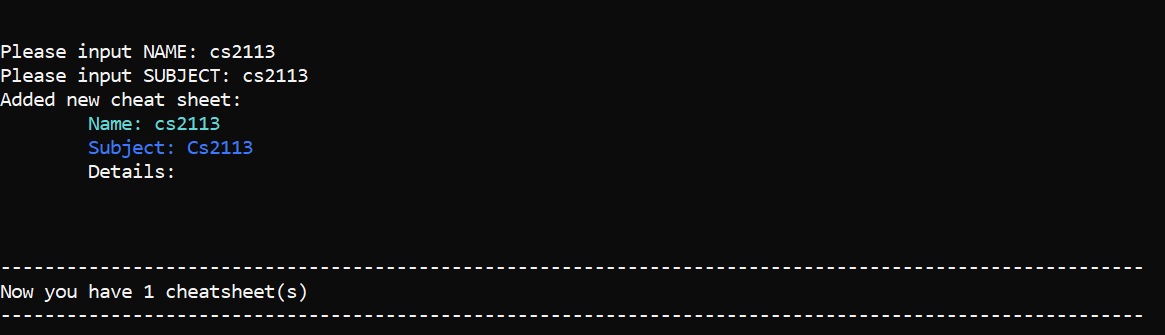 Please input NAME: cs2113
Please input SUBJECT: cs2113
Added new cheat sheet:
Name: cs2113
Subject: Cs2113
Details:
--------------------------------------------------------------------------------------------------------
Now you have 1 cheatsheet(s)
--------------------------------------------------------------------------------------------------------